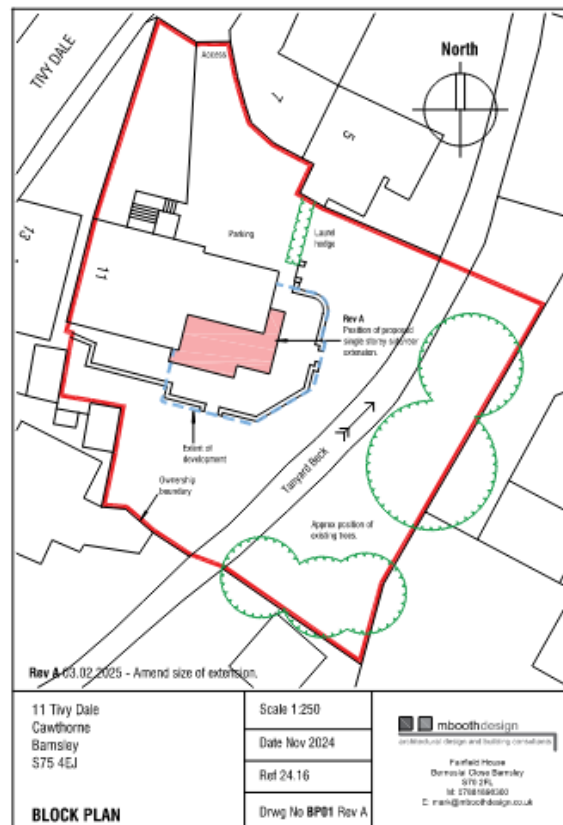 TIVY DALE
Access
North
7
5
Parking
Laurel
hedge
13
11
Rev A
Position of proposed
single storey
extension.
Extent of
development
Ownership
boundary
Tanyard Beck
Approx position of
existing trees.
Rev A 03.02.2025 - Amend size of extension.
11 Tivy Dale
Cawthorne
Barnsley
S75 4EJ
BLOCK PLAN
Scale 1:250
Date Nov 2024
Ref 24.16
Drwg No BP01 Rev A
mboothdesign
architectural design and building consultants
Fairfield House
Close Barnsley
E: mark@mboothdesign.co.uk